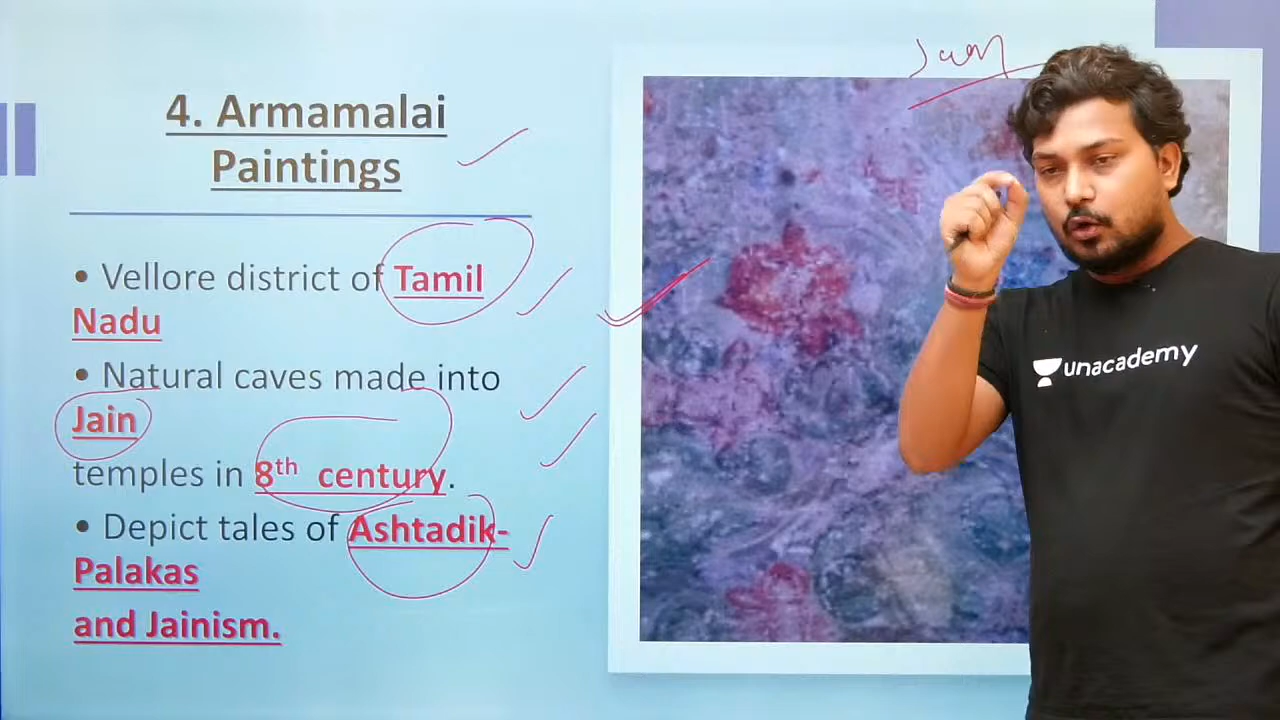 4. Armamalai
Paintings
• Vellore district of Tamil
Nadu
• Natural caves made into
Jain
temples in 8th century.
• Depict tales of Ashtadik-
Palakas
and Jainism.
Jain
unacademy